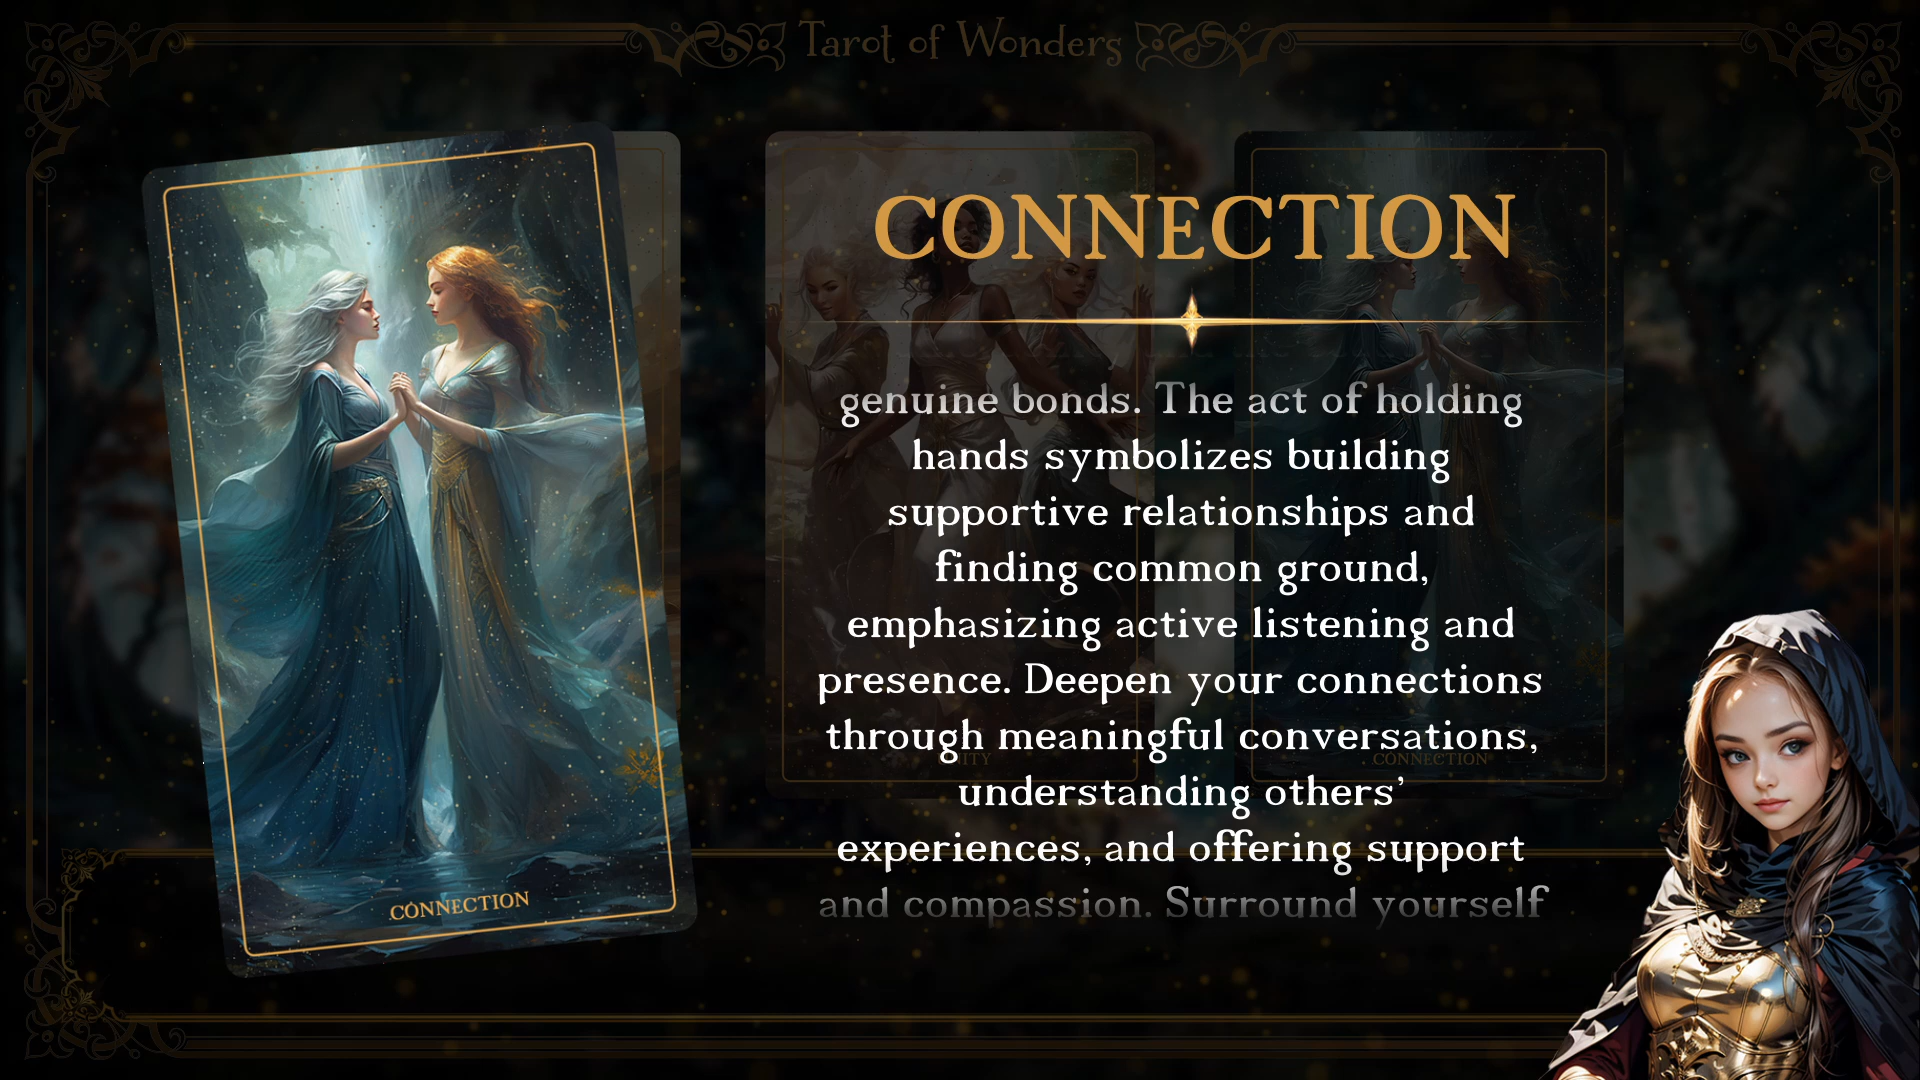 Tarot of Wonders
CONNECTION
genuine bonds. The act of holding
hands symbolizes building
supportive relationships and
finding common ground,
emphasizing active listening and
presence. Deepen your connections
through meaningful conversations,
understanding others’
experiences, and offering support
and compassion. Surround yourself
CONNECTION
CONNECTION